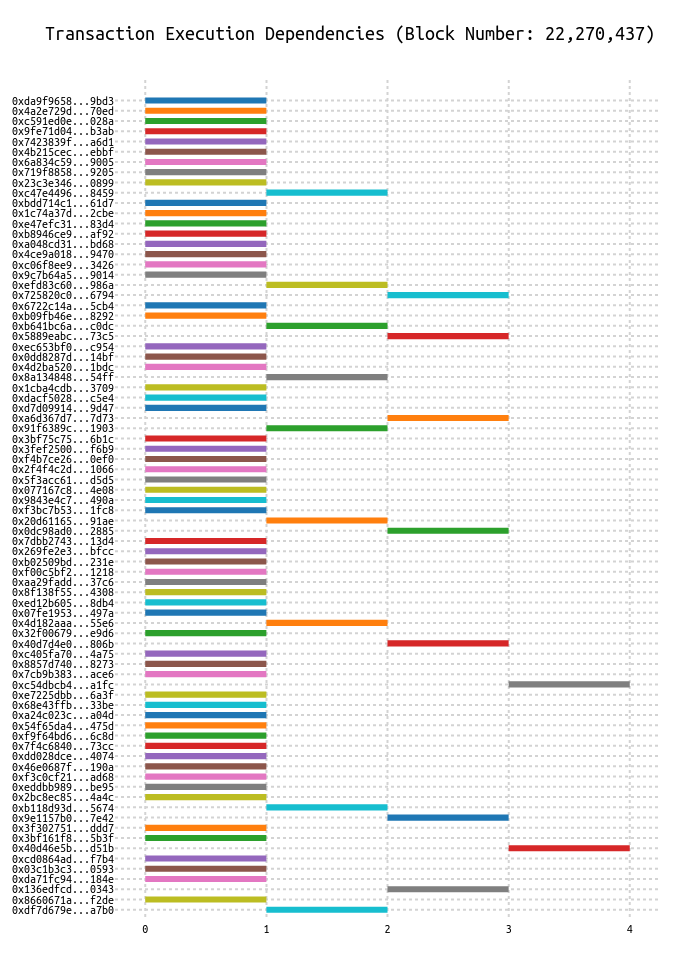 Transaction Execution Dependencies (Block Number: 22,270,437)
0xda9f9658...9bd3
0x4a2e729d...70ed
0xc591ed0e...028a
0x9fe71d04...b3ab
0x7423839f...a6d1
0x4b215cec...ebbf
0x6a834c59...9005
0x719f8858...9205
0x23c3e346...0899
0xc47e4496...8459
0xbdd714c1...61d7
0x1c74a37d...2cbe
0xe47efc31...83d4
0xb8946ce9...af92
0xa048cd31...bd68
0x4ce9a018...9470
0xc06f8ee9...3426
0x9c7b64a5...9014
0xefd83c60...986a
0x725820c0...6794
0x6722c14a...5cb4
0xb09fb46e...8292
0xb641bc6a...c0dc
0x5889eabc...73c5
0xec653bf0...c954
0x0dd8287d...14bf
0x4d2ba520...1bdc
0x8a134848...54ff
0x1cba4cdb...3709
0xdacf5028...c5e4
0xd7d09914...9d47
0xa6d367d7...7d73
0x91f6389c...1903
0x3bf75c75...6b1c
0x3fef2500...f6b9
0xf4b7ce26...0ef0
0x2f4f4c2d...1066
0x5f3acc61...d5d5
0x077167c8...4e08
0x9843e4c7...490a
0xf3bc7b53...1fc8
0x20d61165...91ae
0x0dc98ad0...2885
0x7dbb2743...13d4
0x269fe2e3...bfcc
0xb02509bd...231e
0xf00c5bf2...1218
0xaa29fadd...37c6
0x8f138f55...4308
0xed12b605...8db4
0x07fe1953...497a
0x4d182aaa...55e6
0x32f00679...e9d6
0x40d7d4e0...806b
0xc405fa70...4a75
0x8857d740...8273
0x7cb9b383...ace6
0xc54dbcb4...a1fc
0xe7225dbb...6a3f
0x68e43ffb...33be
0xa24c023c...a04d
0x54f65da4...475d
0xf9f64bd6...6c8d
0x7f4c6840...73cc
0xdd028dce...4074
0x46e0687f...190a
0xf3c0cf21...ad68
0xeddbb989...be95
0x2bc8ec85...4a4c
0xb118d93d...5674
0x9e1157b0...7e42
0x3f302751...ddd7
0x3bf161f8...5b3f
0x40d46e5b...d51b
0xcd0864ad...f7b4
0x03c1b3c3...0593
0xda71fc94...184e
0x136edfcd...0343
0x8660671a...f2de
0xdf7d679e...a7b0
0 1 2 3 4